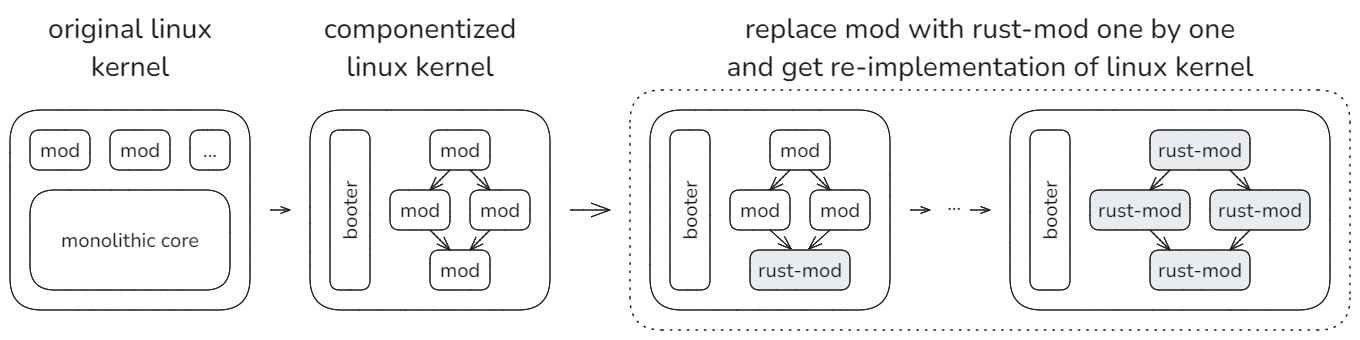 original linux
kernel
componentized
linux kernel
replace mod with rust-mod one by one
and get re-implementation of linux kernel
mod mod ...
monolithic core
booter
mod
mod mod
mod
booter
mod
mod mod
rust-mod
...
booter
rust-mod
rust-mod rust-mod
rust-mod